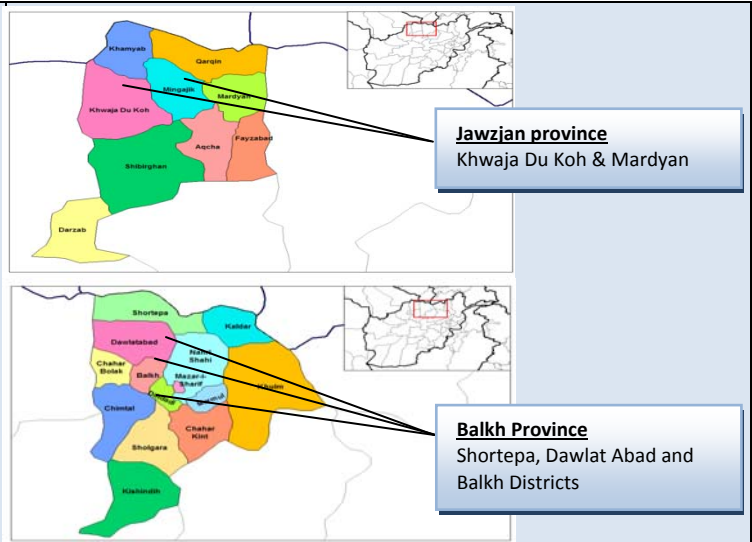 Khamyab
Qarqin
Mingajik
Mardyan
Khwaja Du Koh
Aqcha
Fayzabad
Shibirghan
Darzab
Jawzjan province
Khwaja Du Koh & Mardyan
Shortepa
Kaldar
Dawlatabad
Nahri
Shahi
Chahar
Bolak
Balkh
Mazar-i-
Sharif
Khulm
Chimtal
Chahar
Kint
Sholgara
Kishindih
Balkh Province
Shortepa, Dawlat Abad and
Balkh Districts